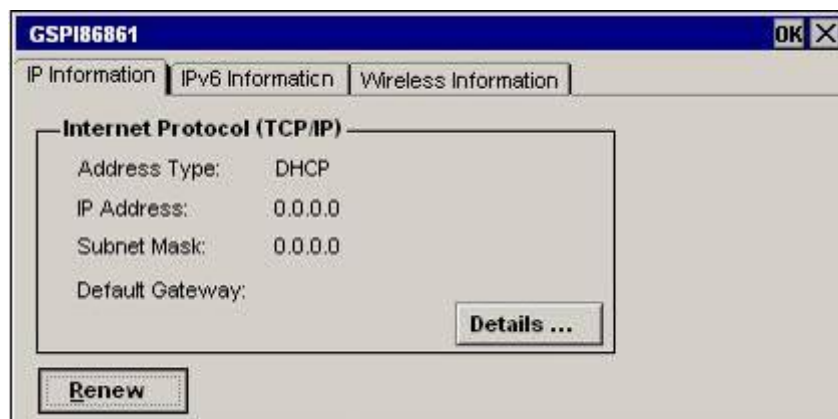 GSPI86861 OK
IP Information IPv6 Information Wireless Information
Internet Protocol (TCP/IP)
Address Type: DHCP
IP Address: 0.0.0.0
Subnet Mask: 0.0.0.0
Default Gateway:
Details ...
Renew